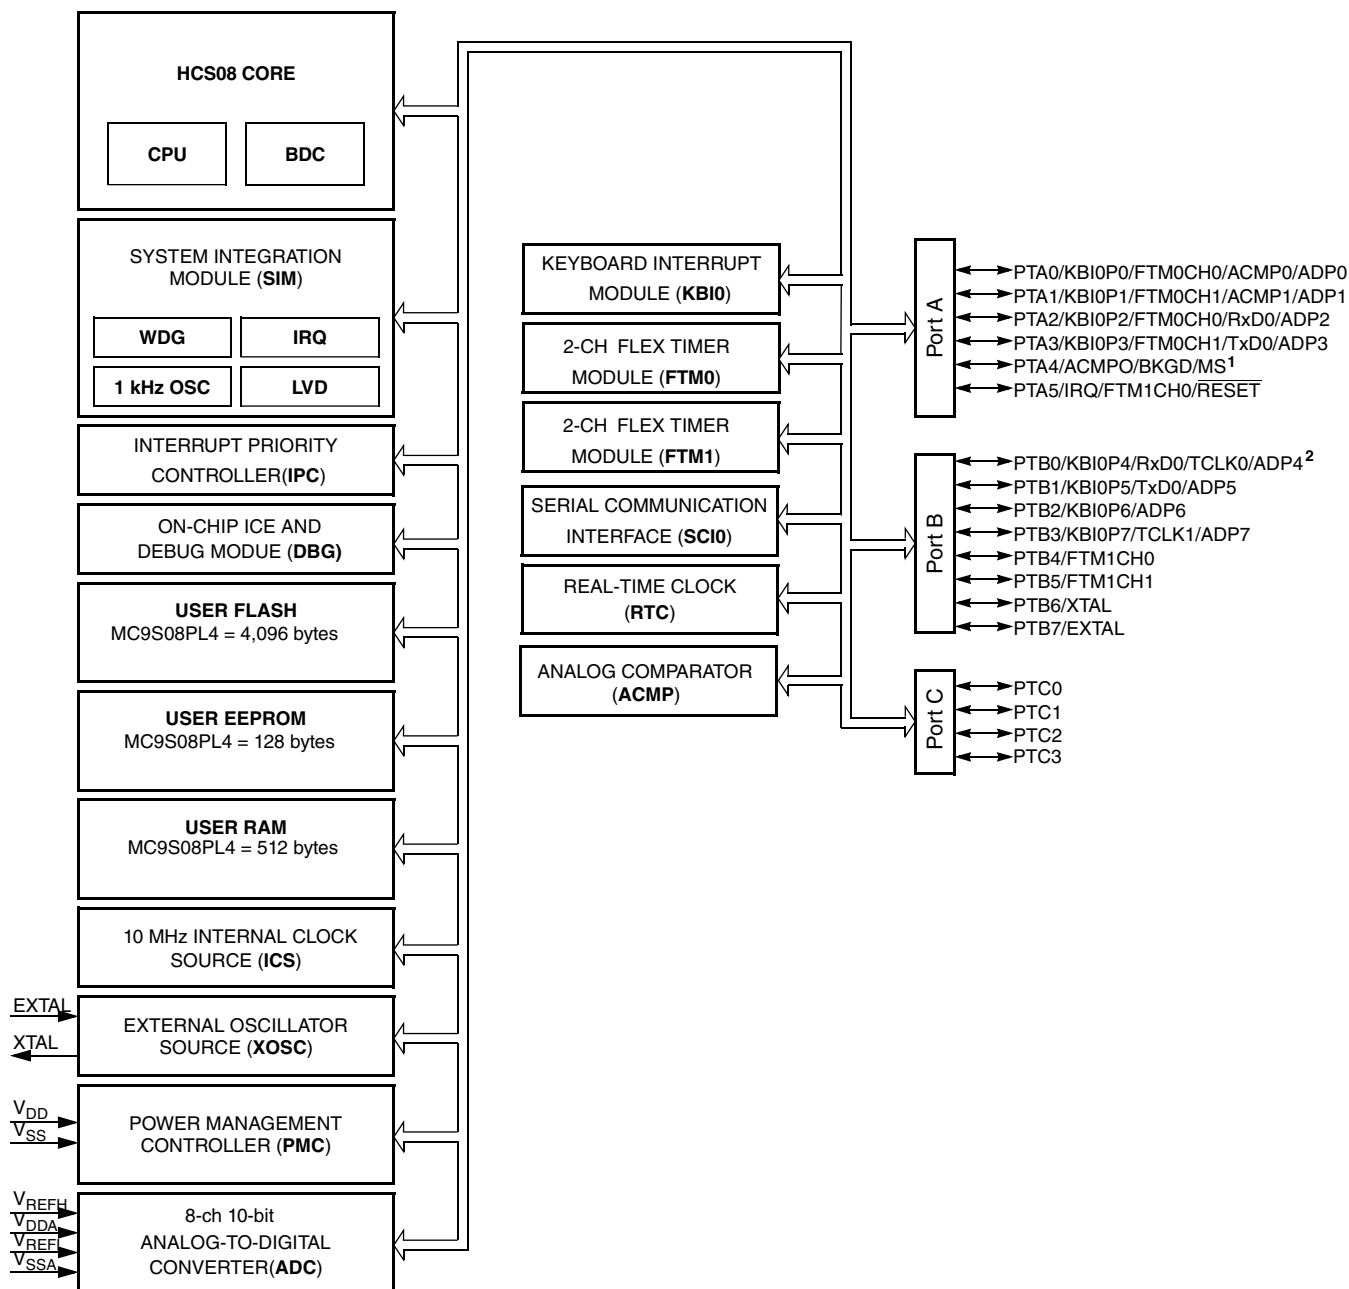 HCS08 CORE
CPU
BDC
SYSTEM INTEGRATION
MODULE (SIM)
WDG
IRQ
1 kHz OSC
LVD
INTERRUPT PRIORITY
CONTROLLER(IPC)
ON-CHIP ICE AND
DEBUG MODUE (DBG)
USER FLASH
MC9S08PL4 = 4,096 bytes
USER EEPROM
MC9S08PL4 = 128 bytes
USER RAM
MC9S08PL4 = 512 bytes
10 MHz INTERNAL CLOCK
SOURCE (ICS)
EXTAL
XTAL
EXTERNAL OSCILLATOR
SOURCE (XOSC)
VDD
VSS
POWER MANAGEMENT
CONTROLLER (PMC)
VREFH
VDDA
VREFL
VSSA
8-ch 10-bit
ANALOG-TO-DIGITAL
CONVERTER(ADC)
KEYBOARD INTERRUPT
MODULE (KBI0)
2-CH FLEX TIMER
MODULE (FTM0)
2-CH FLEX TIMER
MODULE (FTM1)
SERIAL COMMUNICATION
INTERFACE (SCI0)
REAL-TIME CLOCK
(RTC)
ANALOG COMPARATOR
(ACMP)
Port A
PTA0/KBI0P0/FTM0CH0/ACMP0/ADP0
PTA1/KBI0P1/FTM0CH1/ACMP1/ADP1
PTA2/KBI0P2/FTM0CH0/RxD0/ADP2
PTA3/KBI0P3/FTM0CH1/TxD0/ADP3
PTA4/ACMPO/BKGD/MS1
PTA5/IRQ/FTM1CH0/RESET
Port B
PTB0/KBI0P4/RxD0/TCLK0/ADP4 2
PTB1/KBI0P5/TxD0/ADP5
PTB2/KBI0P6/ADP6
PTB3/KBI0P7/TCLK1/ADP7
PTB4/FTM1CH0
PTB5/FTM1CH1
PTB6/XTAL
PTB7/EXTAL
Port C
PTC0
PTC1
PTC2
PTC3